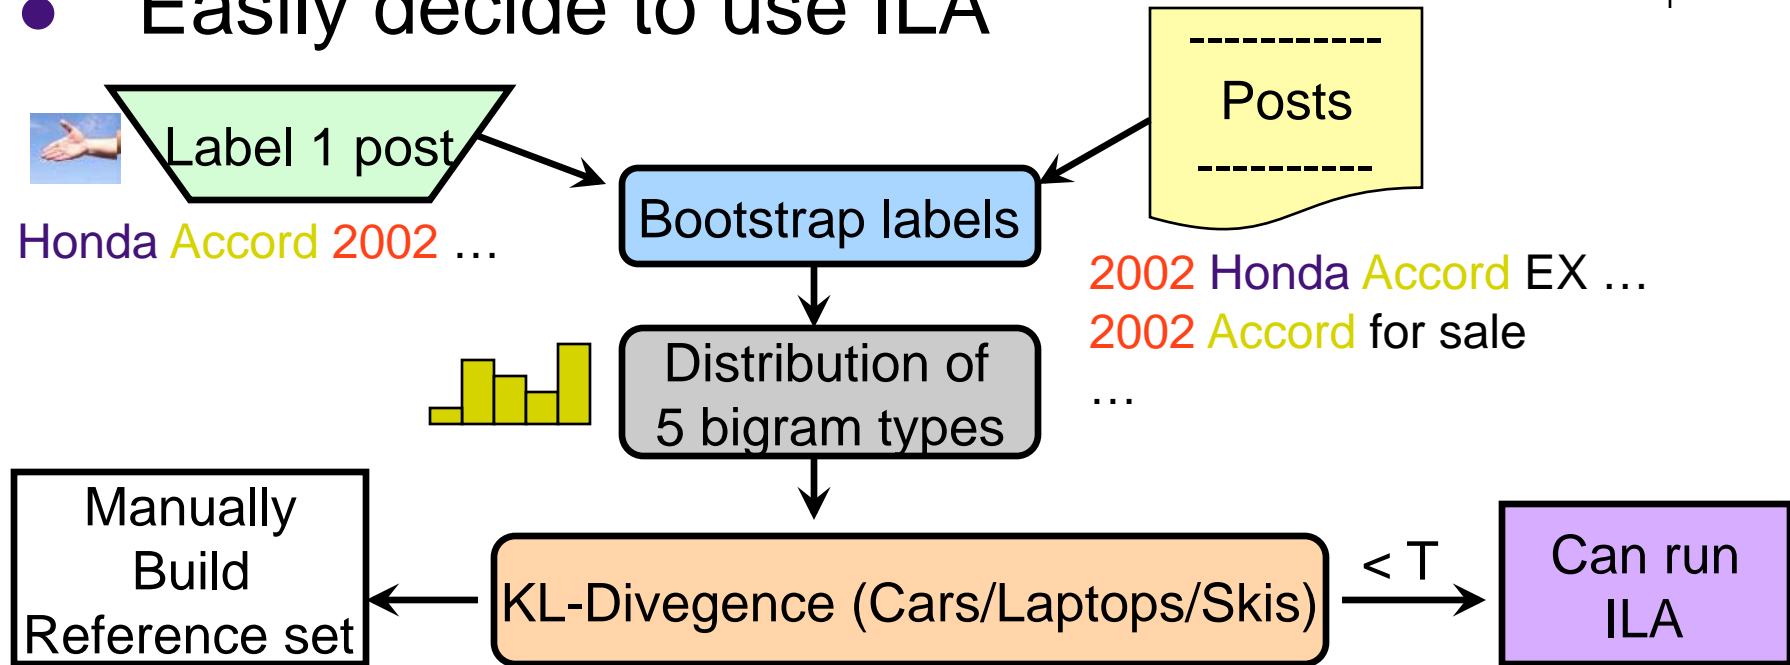 • Easily decide to use ILA
-----------
Posts
----------
Label 1 post
Honda Accord 2002 …
Bootstrap labels
2002 Honda Accord EX …
2002 Accord for sale
…
Distribution of
5 bigram types
Manually
Build
Reference set
KL-Divegence (Cars/Laptops/Skis)
< T
Can run
ILA